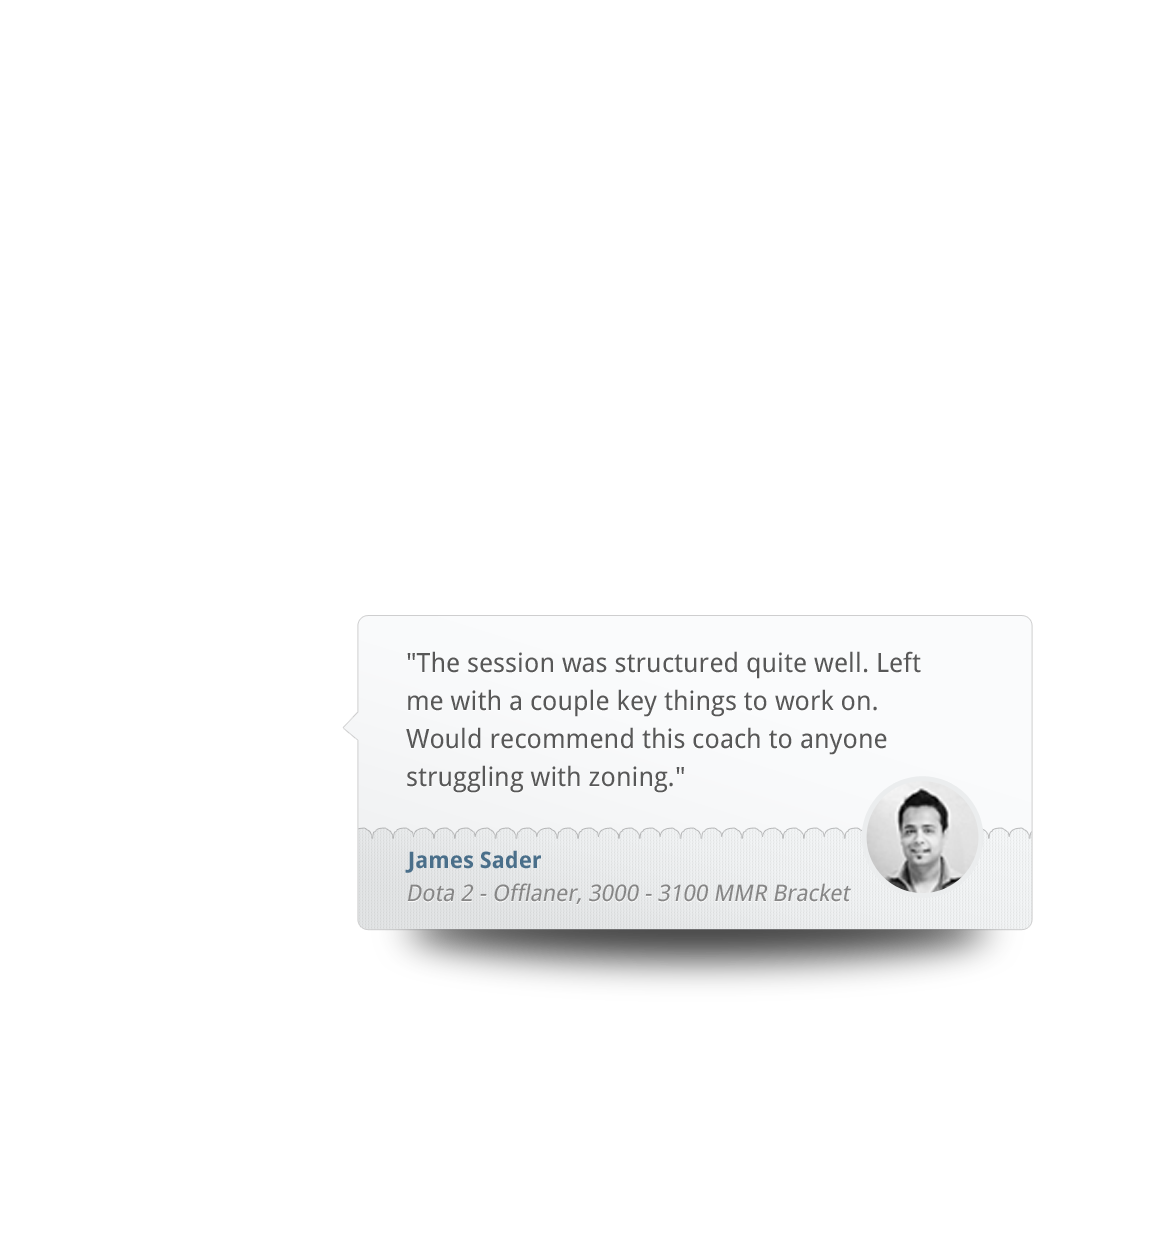 "The session was structured quite well. Left
me with a couple key things to work on.
Would recommend this coach to anyone
struggling with zoning."
James Sader
Dota 2 - Offlaner, 3000 - 3100 MMR Bracket